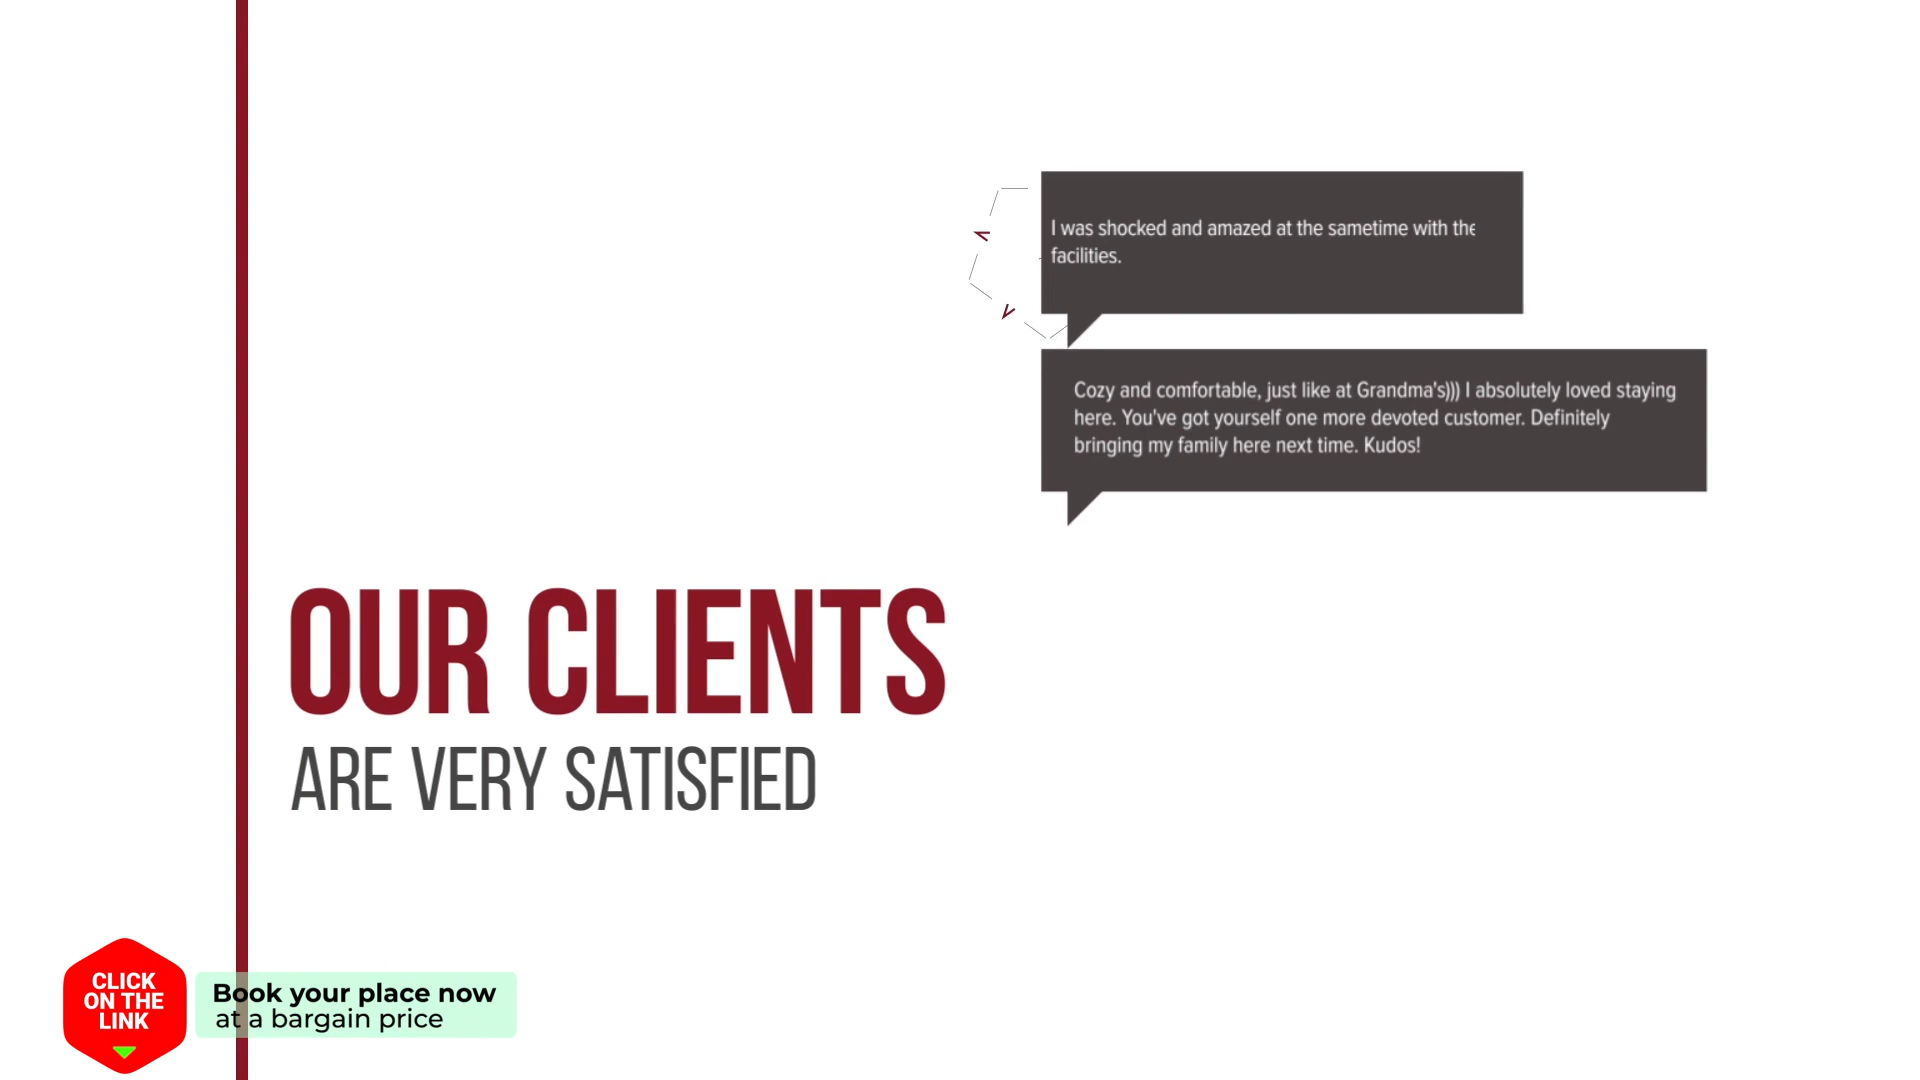 I was shocked and amazed at the sametime with the
facilities.
Cozy and comfortable, just like at Grandma's))) I absolutely loved staying
here. You've got yourself one more devoted customer. Definitely
bringing my family here next time. Kudos!
OUR CLIENTS
ARE VERY SATISFIED
CLICK
ON THE
LINK
Book your place now
at a bargain price